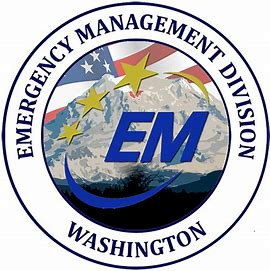 EMERGENCY MANAGEMENT DIVISION
EM
WASHINGTON